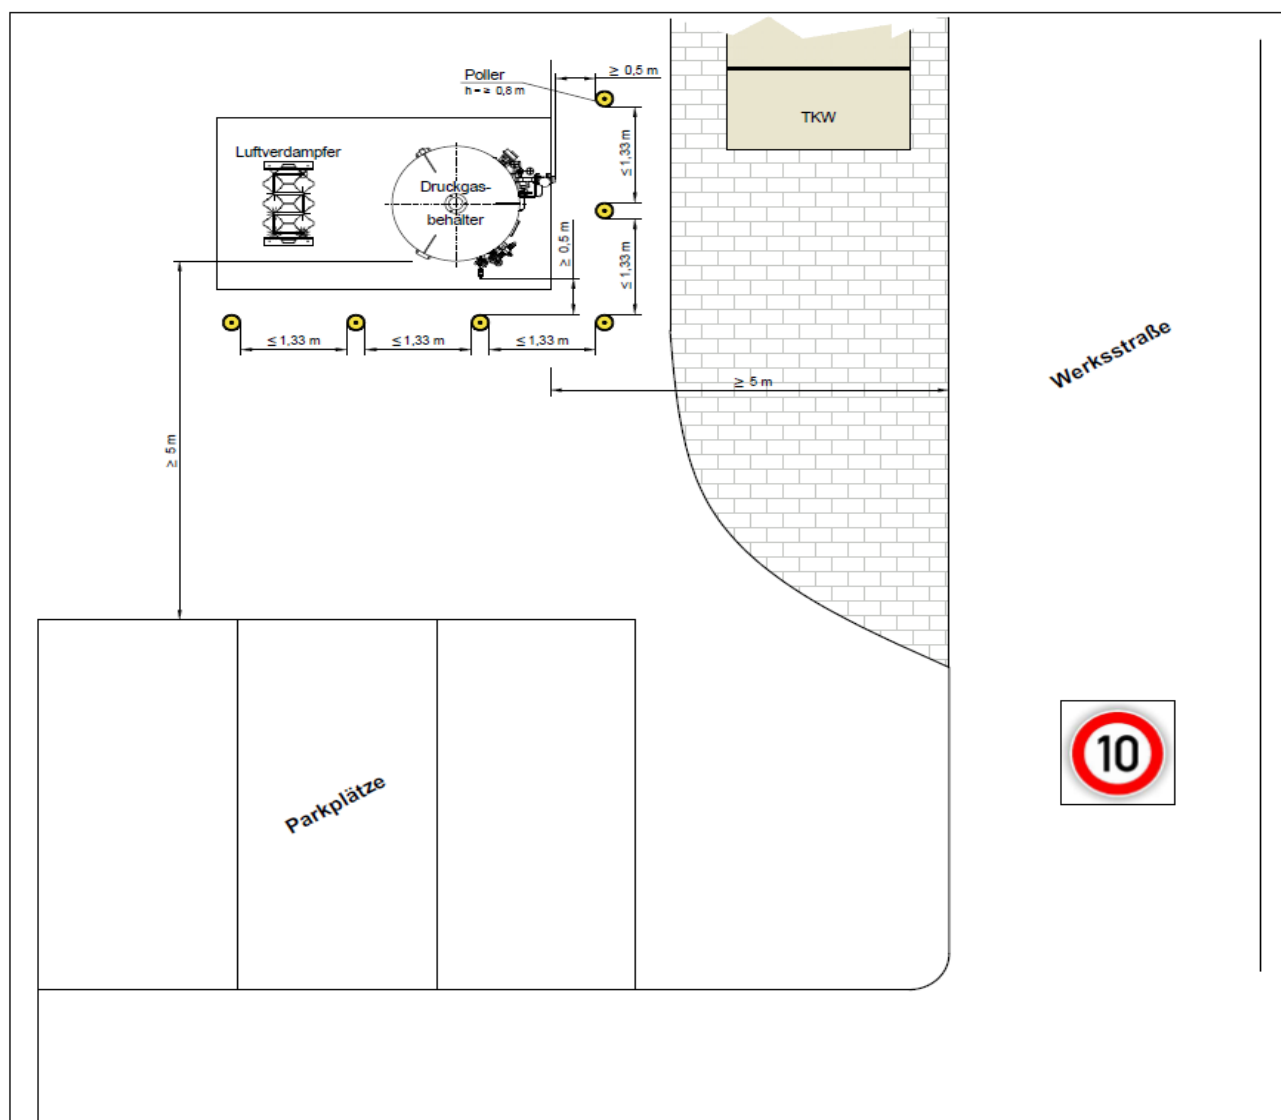 ≥ 0,5 m
Poller
h = ≥ 0,8 m
TKW
Luftverdampfer
≤ 1,33 m
Druckgas-
behälter
≥ 0,5 m
≤ 1,33 m
≤ 1,33 m
≤ 1,33 m
≤ 1,33 m
Werksstraße
≥ 5 m
≥ 5 m
10
Parkplätze